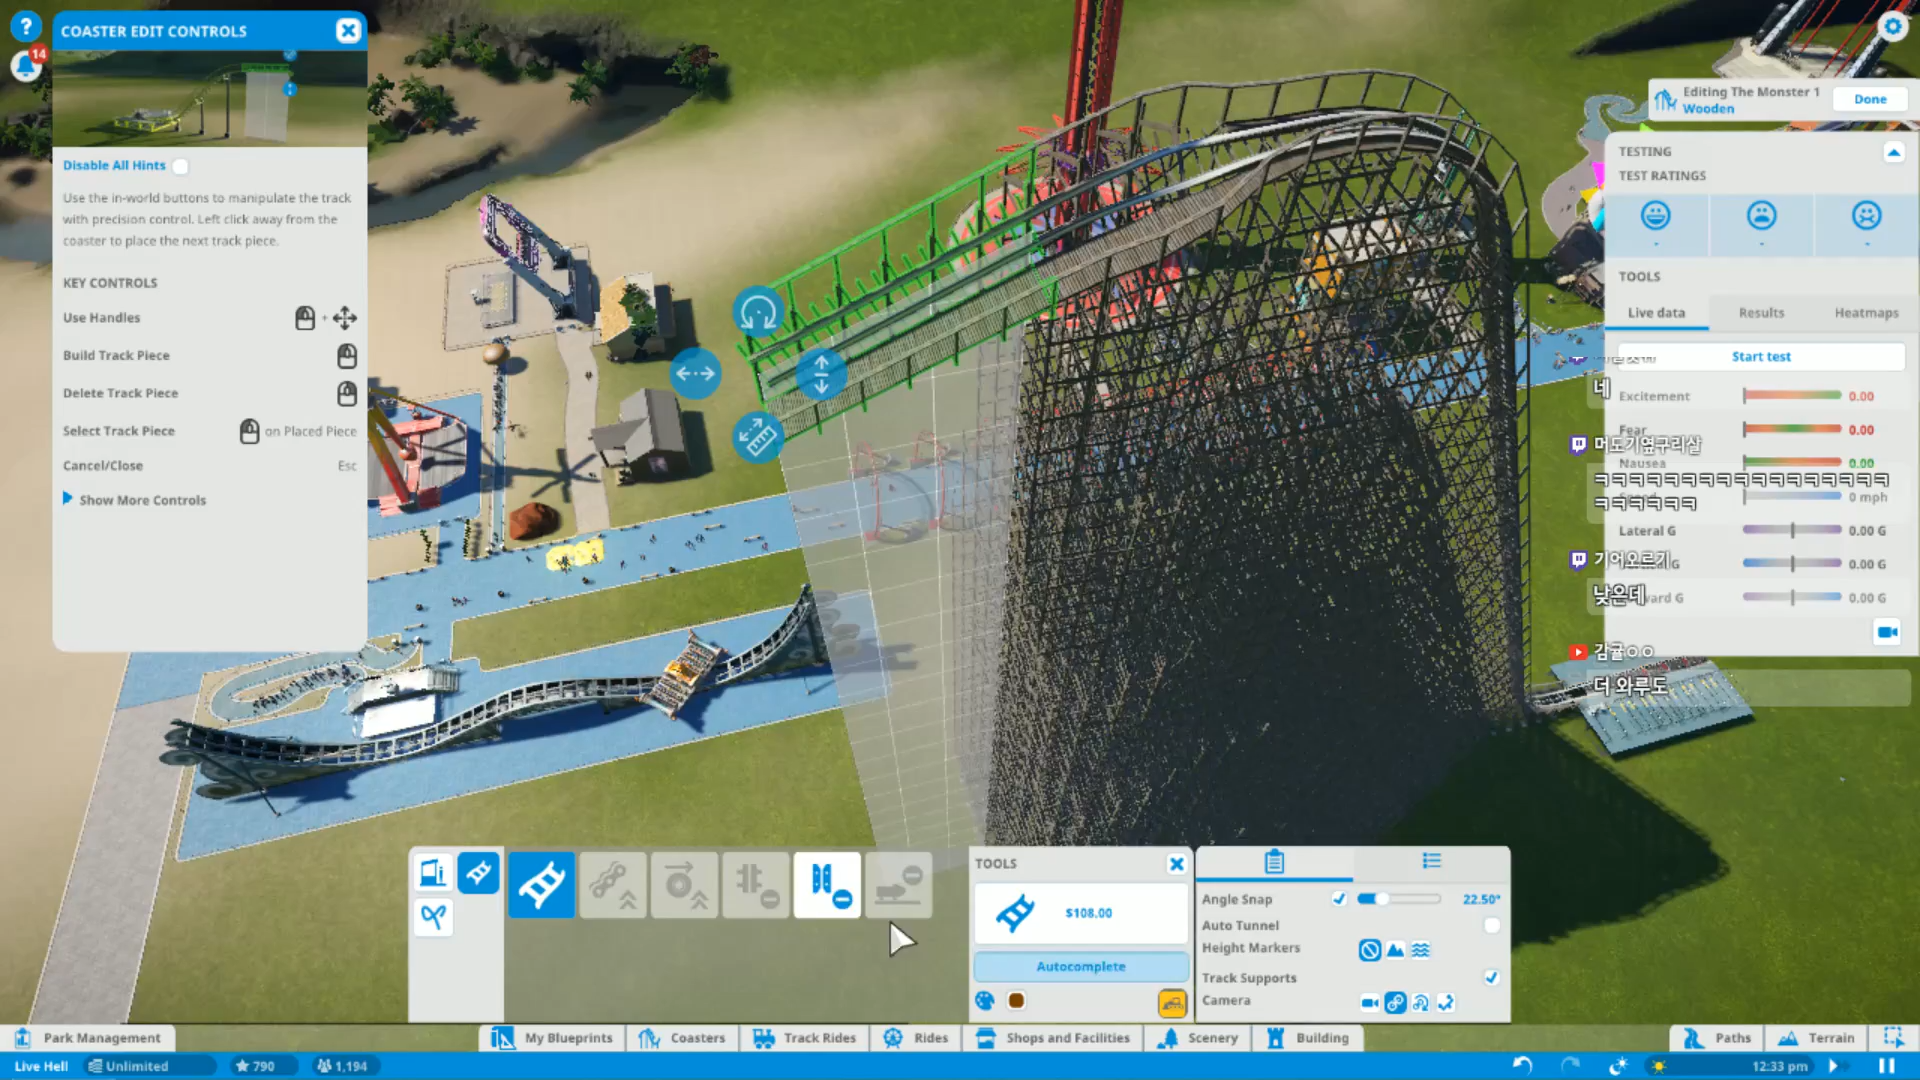 ?
14
COASTER EDIT CONTROLS
Disable All Hints
Use the in-world buttons to manipulate the track
with precision control. Left click away from the
coaster to place the next track piece.
KEY CONTROLS
Use Handles
+
Build Track Piece
Delete Track Piece
Select Track Piece
on Placed Piece
Cancel/Close
Esc
Show More Controls
Editing The Monster 1
Wooden
Done
TESTING
TEST RATINGS
-
-
-
TOOLS
Live data
Results
Heatmaps
Start test
네
Excitement
0.00
Fear
0.00
머도기옆구리살
Nausea
0.00
ㅋㅋㅋㅋㅋㅋㅋㅋㅋㅋㅋㅋㅋㅋㅋㅋㅋ
0 mph
ㅋㅋㅋㅋㅋㅋ
Lateral G
0.00 G
기어오르기
G
0.00 G
낮은데
ward G
0.00 G
감귤ㅇㅇ
더 와루도
TOOLS
$108.00
Autocomplete
Angle Snap
22.50°
Auto Tunnel
Height Markers
Track Supports
Camera
Park Management
My Blueprints
Coasters
Track Rides
Rides
Shops and Facilities
Scenery
Building
Paths
Terrain
Live Hell
Unlimited
790
1,194
12:33 pm